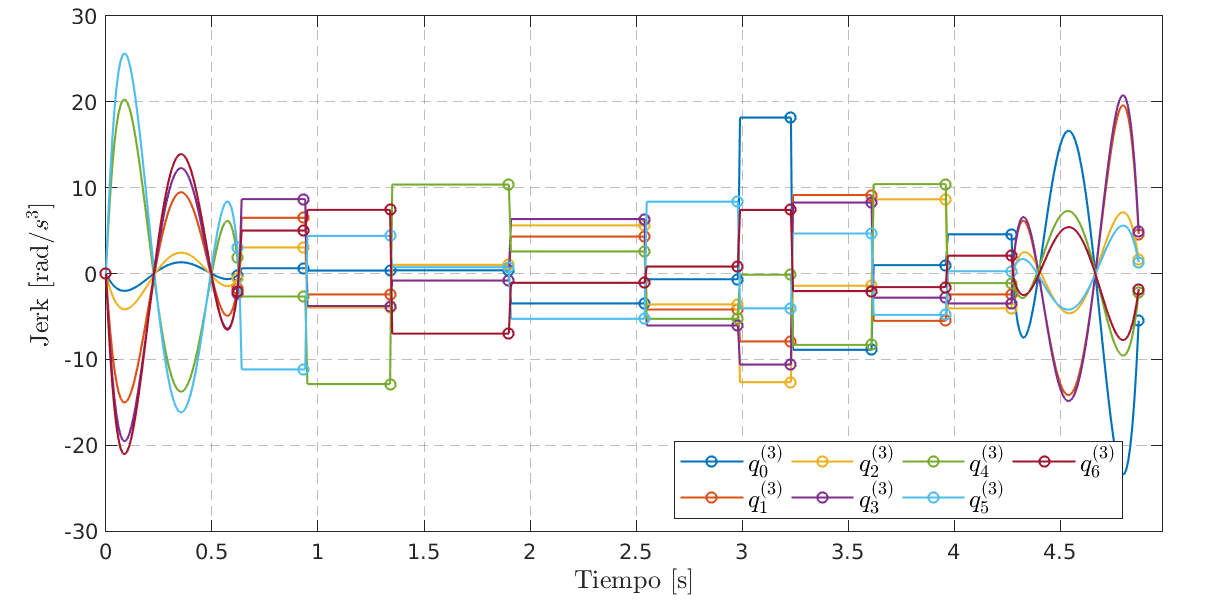 30
20
10
0
-10
-20
-30
Jerk [rad/s^3]
0 0.5 1 1.5 2 2.5 3 3.5 4 4.5
Tiempo [s]
q_0^{(3)} q_2^{(3)} q_4^{(3)} q_6^{(3)}
q_1^{(3)} q_3^{(3)} q_5^{(3)}